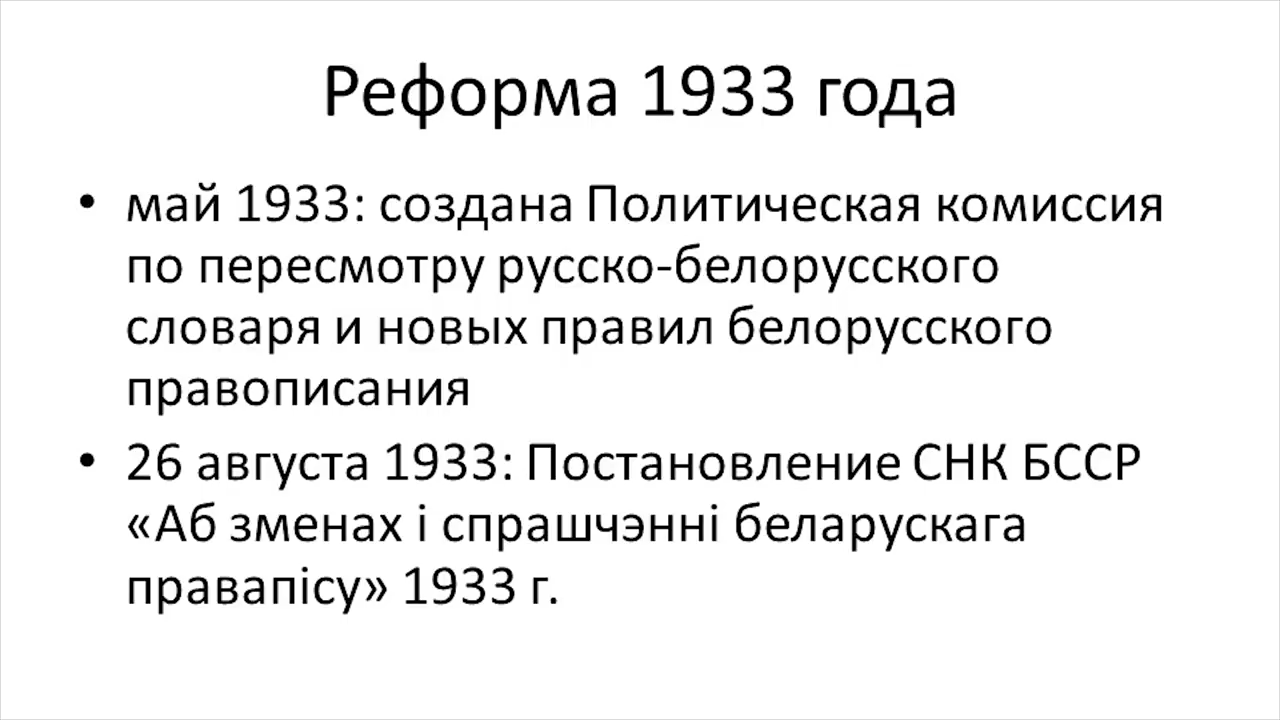 Реформа 1933 года
• май 1933: создана Политическая комиссия
по пересмотру русско-белорусского
словаря и новых правил белорусского
правописания
• 26 августа 1933: Постановление СНК БССР
«Аб зменах і спрашчэнні беларускага
правапісу» 1933 г.